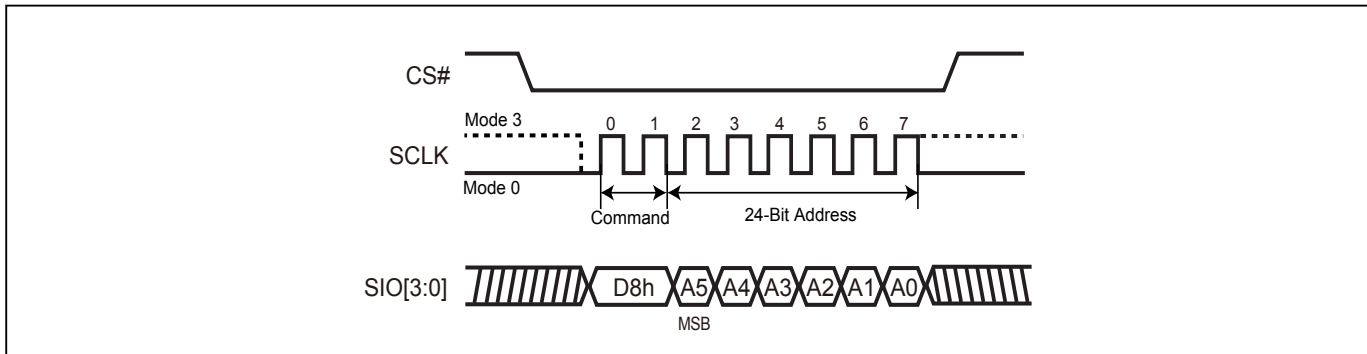 CS#
Mode 3
0 1 2 3 4 5 6 7
SCLK
Mode 0
Command 24-Bit Address
SIO[3:0] D8h A5 A4 A3 A2 A1 A0
MSB